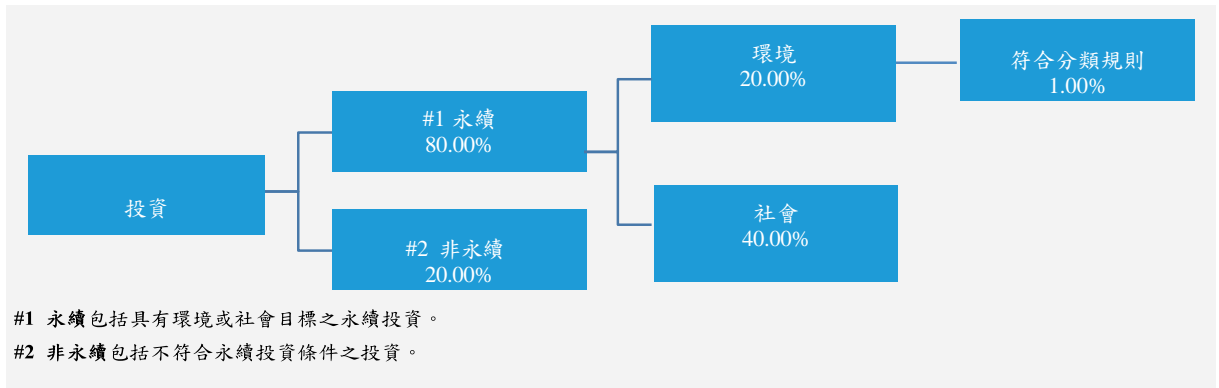 投資
#1 永續
80.00%
#2 非永續
20.00%
環境
20.00%
社會
40.00%
符合分類規則
1.00%
#1 永續包括具有環境或社會目標之永續投資。
#2 非永續包括不符合永續投資條件之投資。